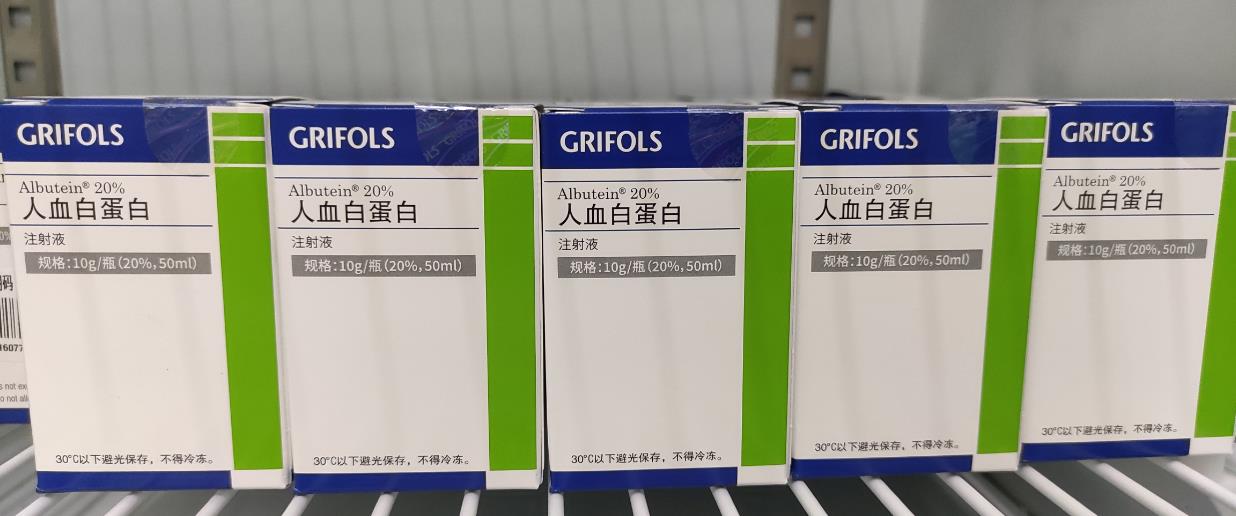 GRIFOLS
Albutein® 20%
人血白蛋白
注射液
规格:10g/瓶(20%,50ml)
30°C以下避光保存，不得冷冻。
GRIFOLS
Albutein® 20%
人血白蛋白
注射液
规格:10g/瓶(20%,50ml)
30°C以下避光保存，不得冷冻。
GRIFOLS
Albutein® 20%
人血白蛋白
注射液
规格:10g/瓶(20%,50ml)
30°C以下避光保存，不得冷冻。
GRIFOLS
Albutein® 20%
人血白蛋白
注射液
规格:10g/瓶(20%,50ml)
30°C以下避光保存，不得冷冻。
GRIFOLS
Albutein® 20%
人血白蛋白
注射液
规格:10g/瓶(20%,50ml)
30°C以下避光保存，不得冷冻。